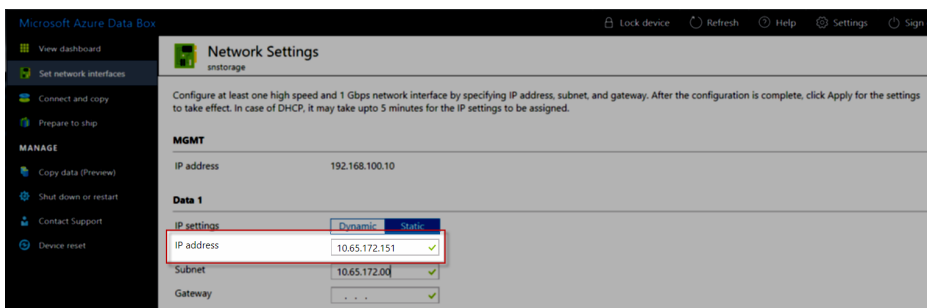 Microsoft Azure Data Box
Lock device Refresh Help Settings Sign
View dashboard
Set network interfaces
Connect and copy
Prepare to ship
MANAGE
Copy data (Preview)
Shut down or restart
Contact Support
Device reset
Network Settings
snstorage
Configure at least one high speed and 1 Gbps network interface by specifying IP address, subnet, and gateway. After the configuration is complete, click Apply for the settings
to take effect. In case of DHCP, it may take upto 5 minutes for the IP settings to be assigned.
MGMT
IP address 192.168.100.10
Data 1
IP settings Dynamic Static
IP address 10.65.172.151
Subnet 10.65.172.00
Gateway . . .